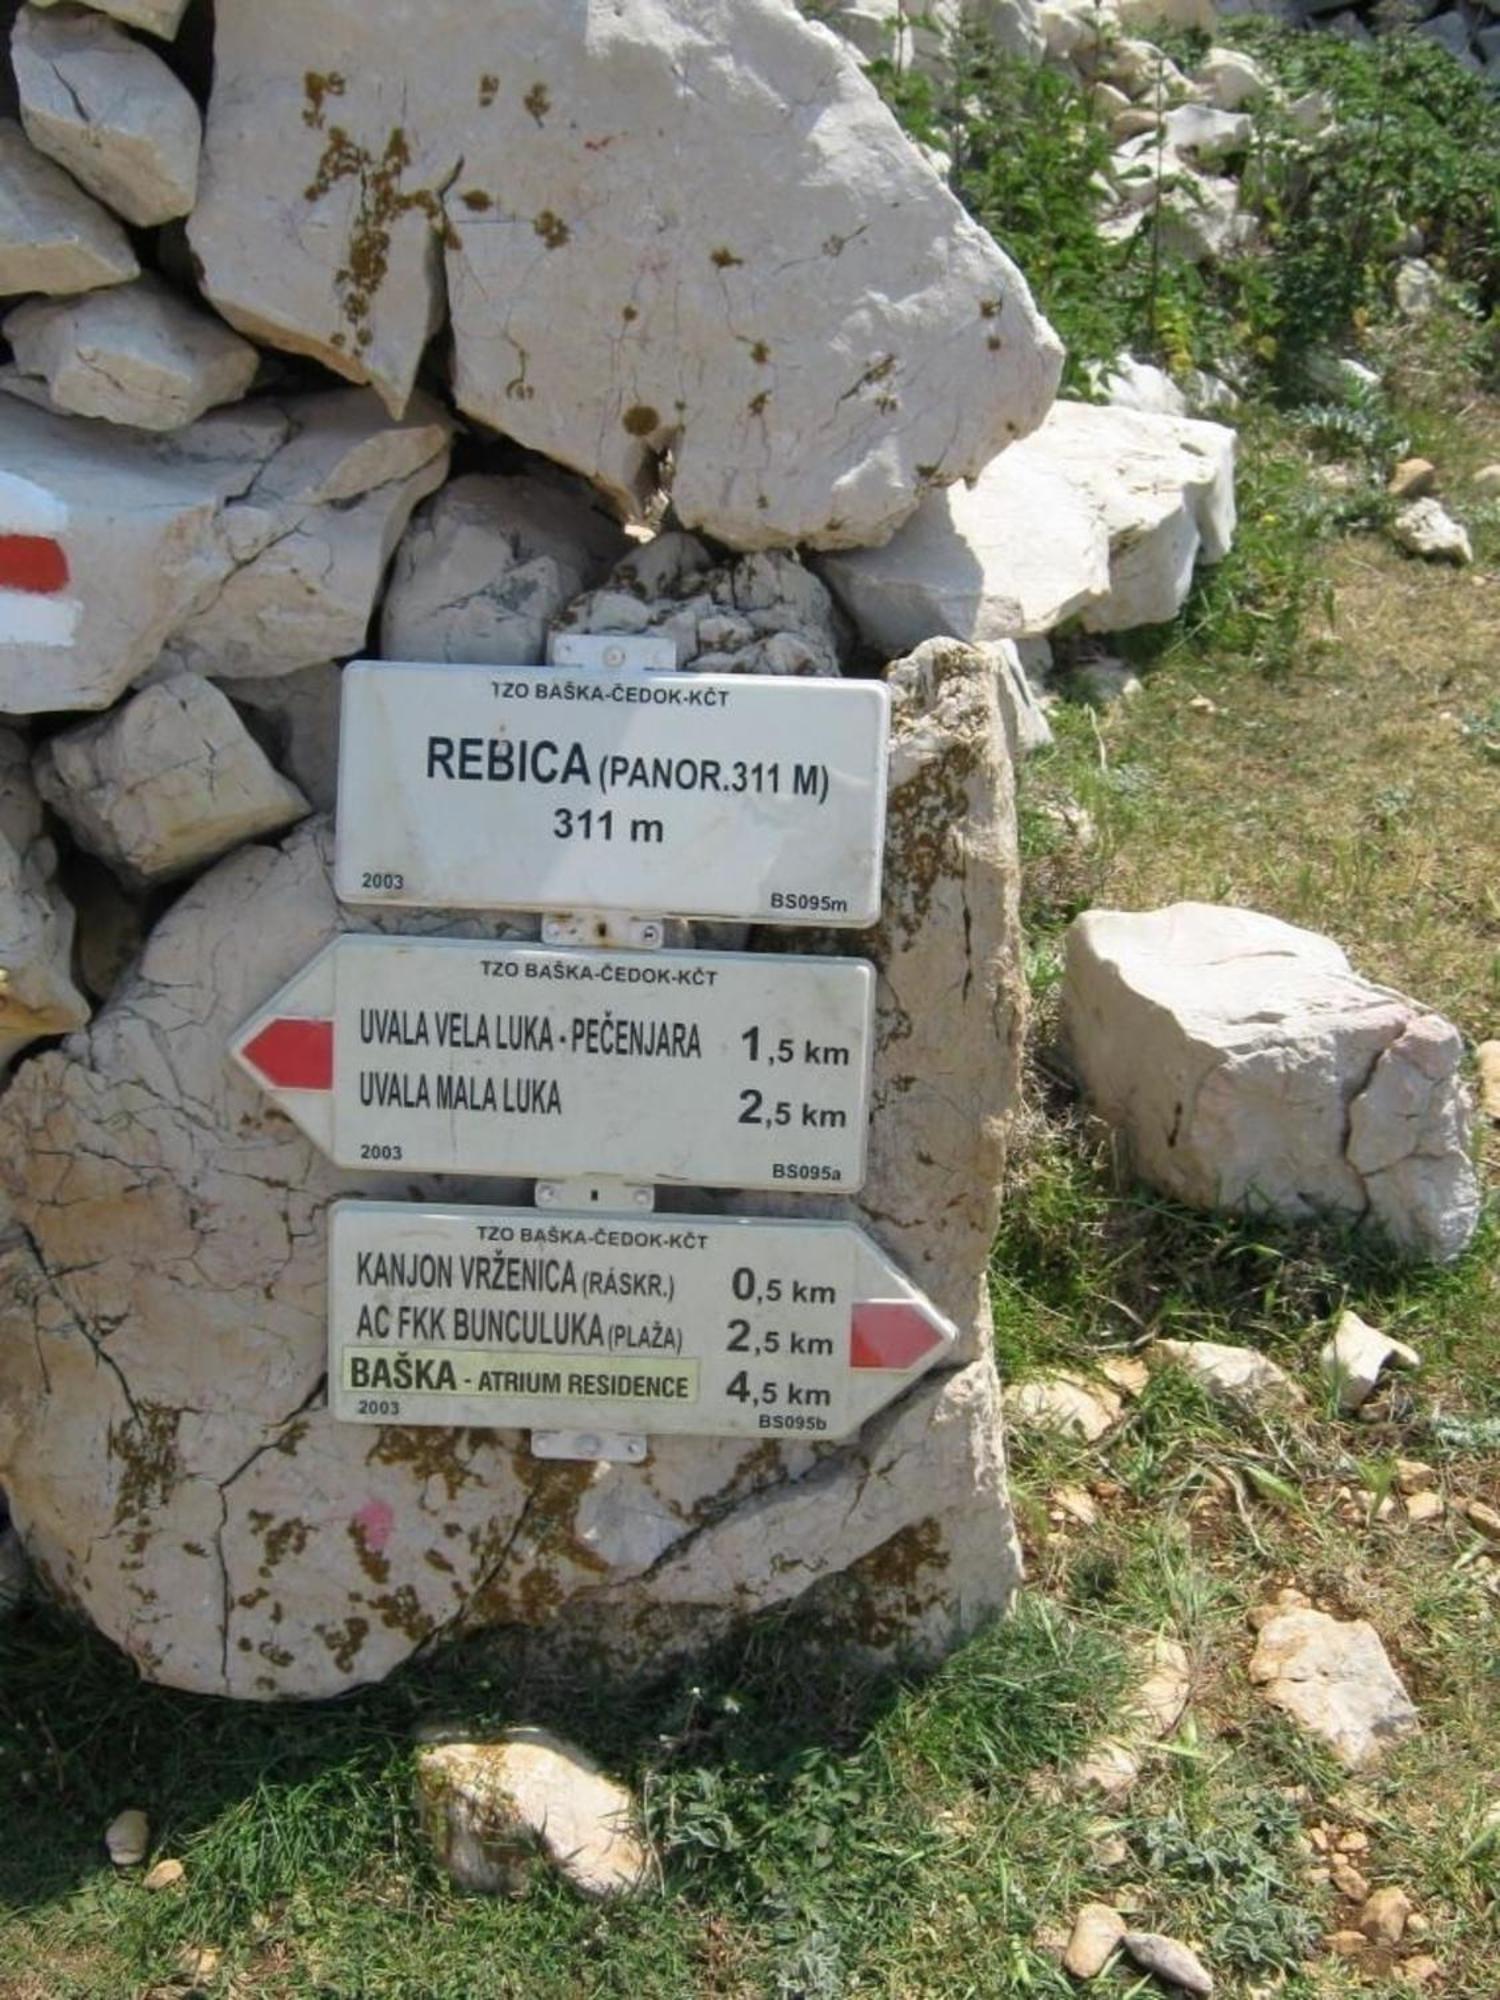 TZO BAŠKA-ČEDOK-KČT
REBICA (PANOR.311 M)
311 m
2003 BS095m
TZO BAŠKA-ČEDOK-KČT
UVALA VELA LUKA - PEČENJARA 1,5 km
UVALA MALA LUKA 2,5 km
2003 BS095a
TZO BAŠKA-ČEDOK-KČT
KANJON VRŽENICA (RÁSKR.) 0,5 km
AC FKK BUNCULUKA (PLAŽA) 2,5 km
BAŠKA - ATRIUM RESIDENCE 4,5 km
2003 BS095b